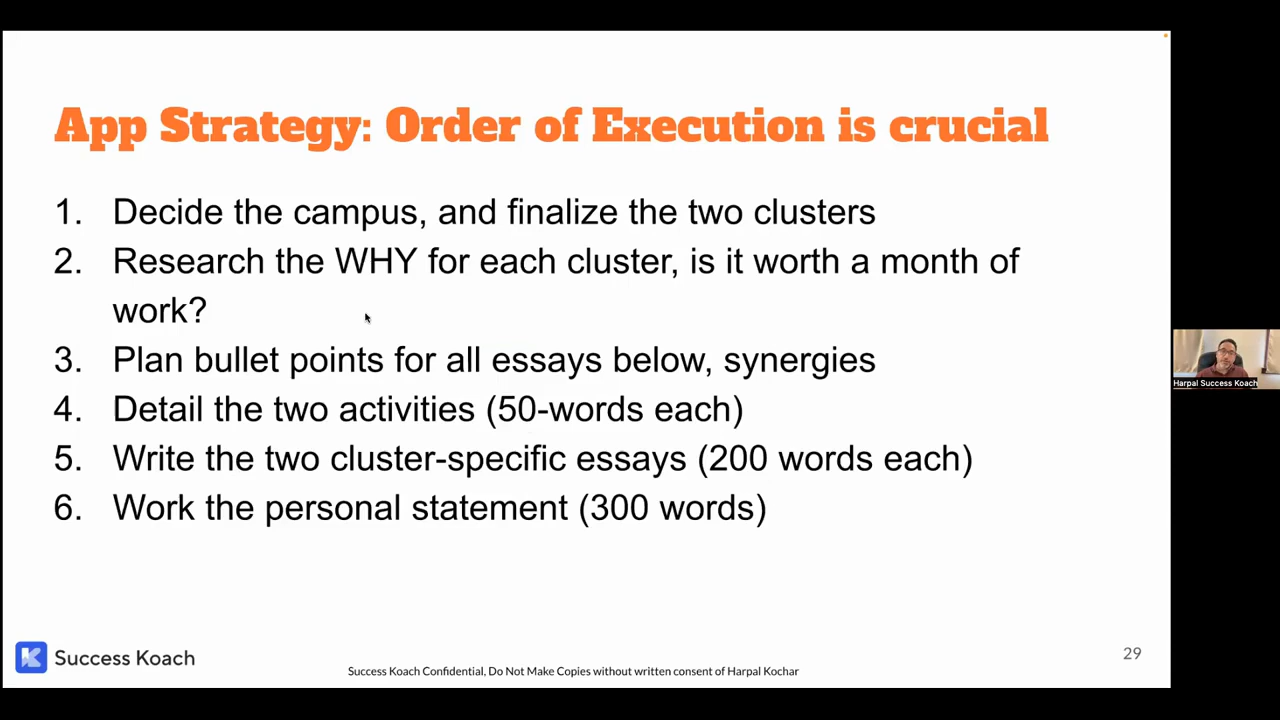 App Strategy: Order of Execution is crucial
1. Decide the campus, and finalize the two clusters
2. Research the WHY for each cluster, is it worth a month of
work?
3. Plan bullet points for all essays below, synergies
4. Detail the two activities (50-words each)
5. Write the two cluster-specific essays (200 words each)
6. Work the personal statement (300 words)
Harpal Success Koach
Success Koach
Success Koach Confidential, Do Not Make Copies without written consent of Harpal Kochar
29